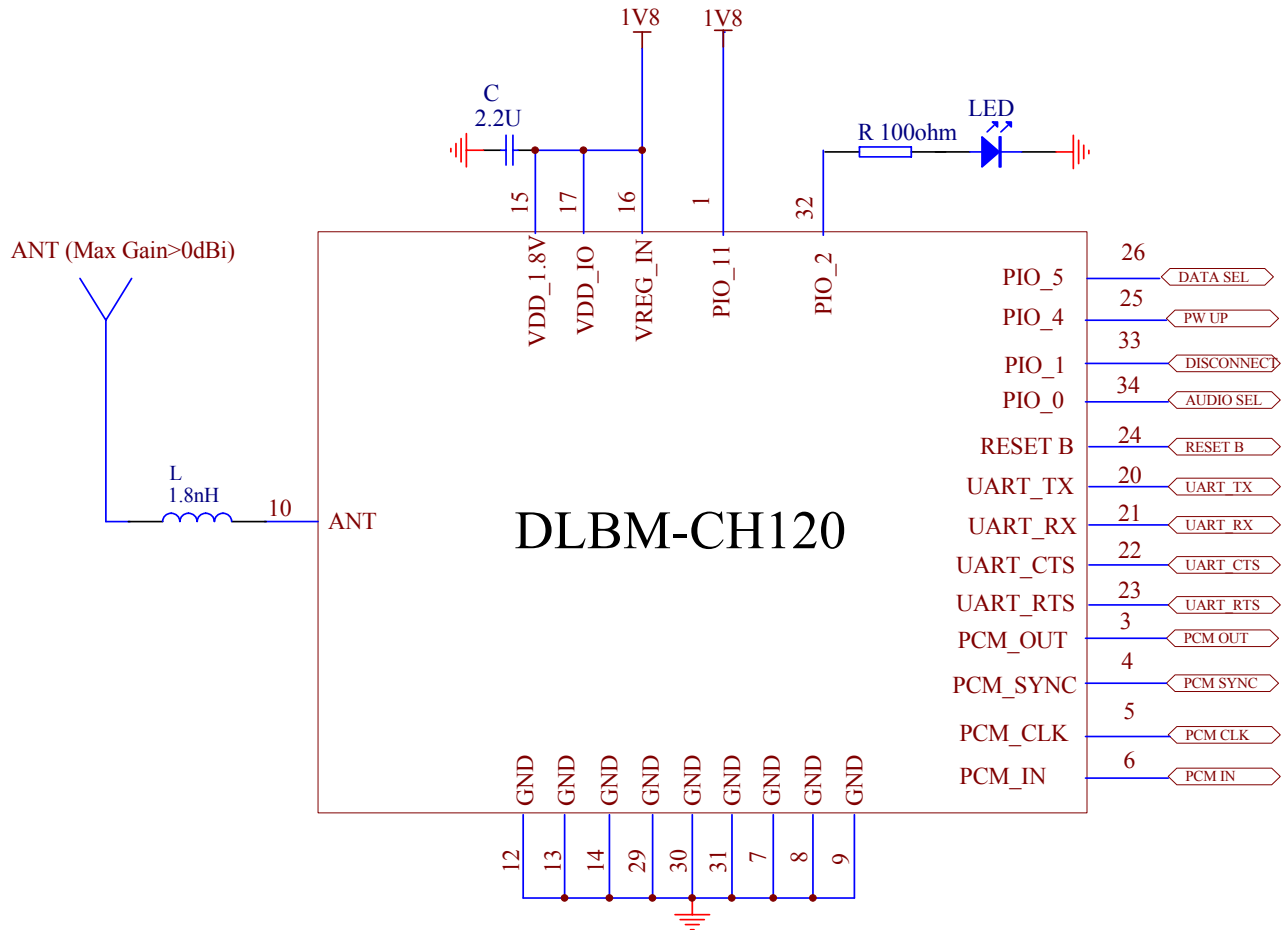 1V8
1V8
C
2.2U
LED
R 100ohm
15
17
16
1
32
ANT (Max Gain>0dBi)
VDD_1.8V
VDD_IO
VREG_IN
PIO_11
PIO_2
PIO_5
26
DATA SEL
PIO_4
25
PW UP
PIO_1
33
DISCONNECT
PIO_0
34
AUDIO SEL
RESET B
24
RESET B
UART_TX
20
UART_TX
UART_RX
21
UART_RX
UART_CTS
22
UART_CTS
UART_RTS
23
UART_RTS
PCM_OUT
3
PCM OUT
PCM_SYNC
4
PCM SYNC
PCM_CLK
5
PCM CLK
PCM_IN
6
PCM IN
L
1.8nH
10
ANT
DLBM-CH120
GND
GND
GND
GND
GND
GND
GND
GND
GND
12
13
14
29
30
31
7
8
9